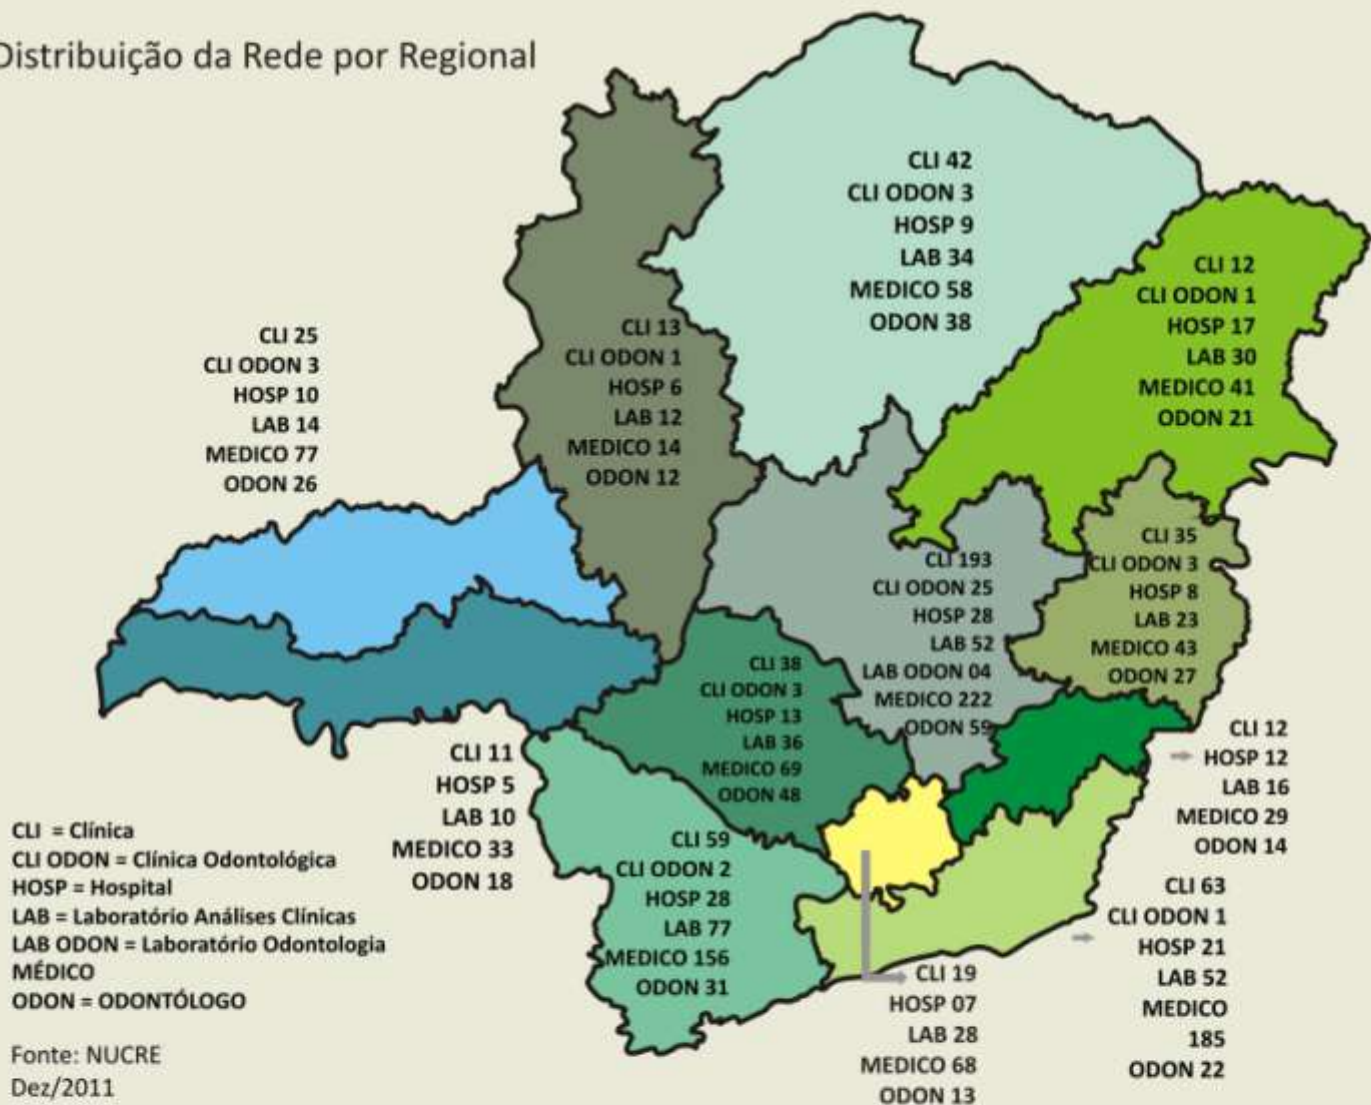 Distribuição da Rede por Regional
CLI 42
CLI ODON 3
HOSP 9
LAB 34
MEDICO 58
ODON 38
CLI 12
CLI ODON 1
HOSP 17
LAB 30
MEDICO 41
ODON 21
CLI 25
CLI ODON 3
HOSP 10
LAB 14
MEDICO 77
ODON 26
CLI 13
CLI ODON 1
HOSP 6
LAB 12
MEDICO 14
ODON 12
CLI 193
CLI ODON 25
HOSP 28
LAB 52
LAB ODON 04
MEDICO 222
ODON 59
CLI 35
CLI ODON 3
HOSP 8
LAB 23
MEDICO 43
ODON 27
CLI 38
CLI ODON 3
HOSP 13
LAB 36
MEDICO 69
ODON 48
CLI 12
HOSP 12
LAB 16
MEDICO 29
ODON 14
CLI 11
HOSP 5
LAB 10
MEDICO 33
ODON 18
CLI 59
CLI ODON 2
HOSP 28
LAB 77
MEDICO 156
ODON 31
CLI 63
CLI ODON 1
HOSP 21
LAB 52
MEDICO
185
ODON 22
CLI 19
HOSP 07
LAB 28
MEDICO 68
ODON 13
CLI = Clínica
CLI ODON = Clínica Odontológica
HOSP = Hospital
LAB = Laboratório Análises Clínicas
LAB ODON = Laboratório Odontologia
MÉDICO
ODON = ODONTÓLOGO
Fonte: NUCRE
Dez/2011